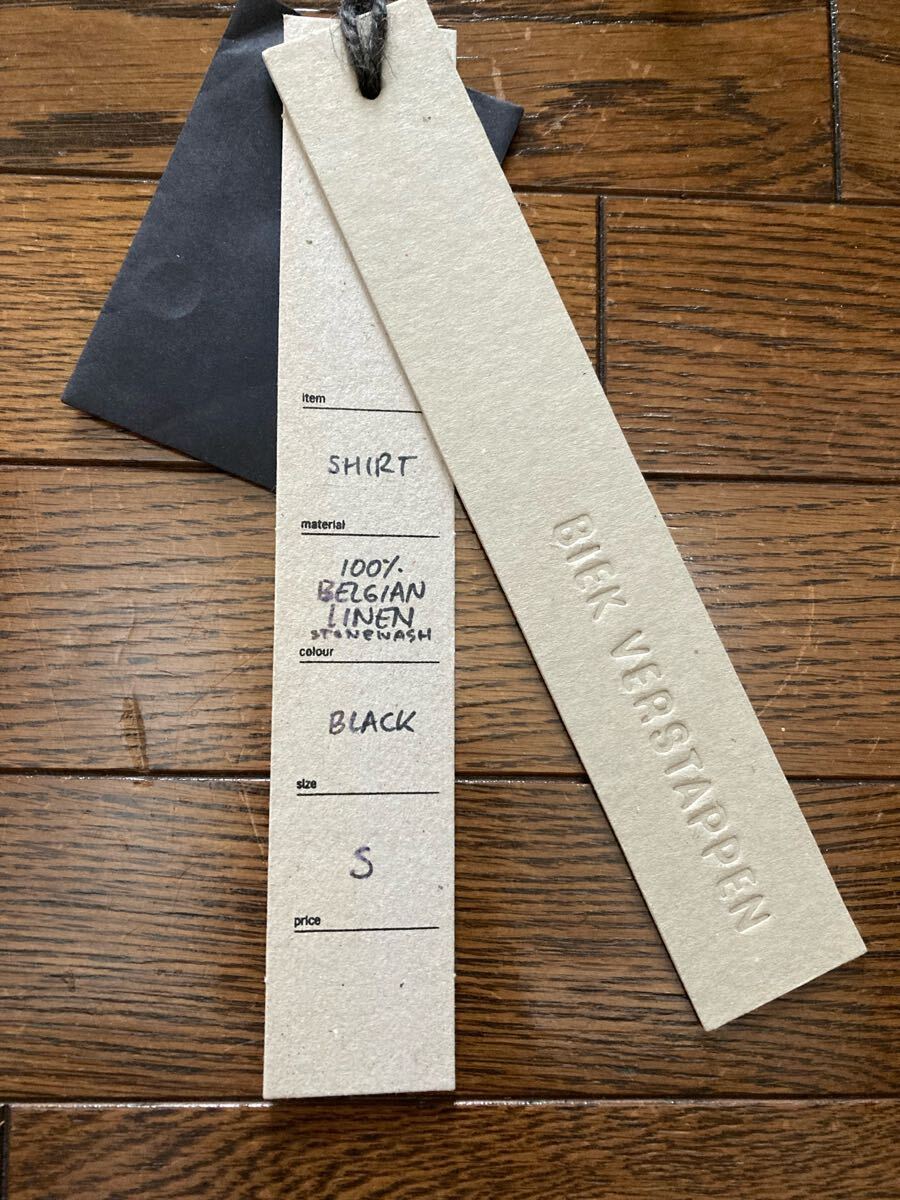 item
SHIRT
material
100%
BELGIAN
LINEN
STONEWASH
colour
BLACK
size
S
price
BIEK VERSTAPPEN